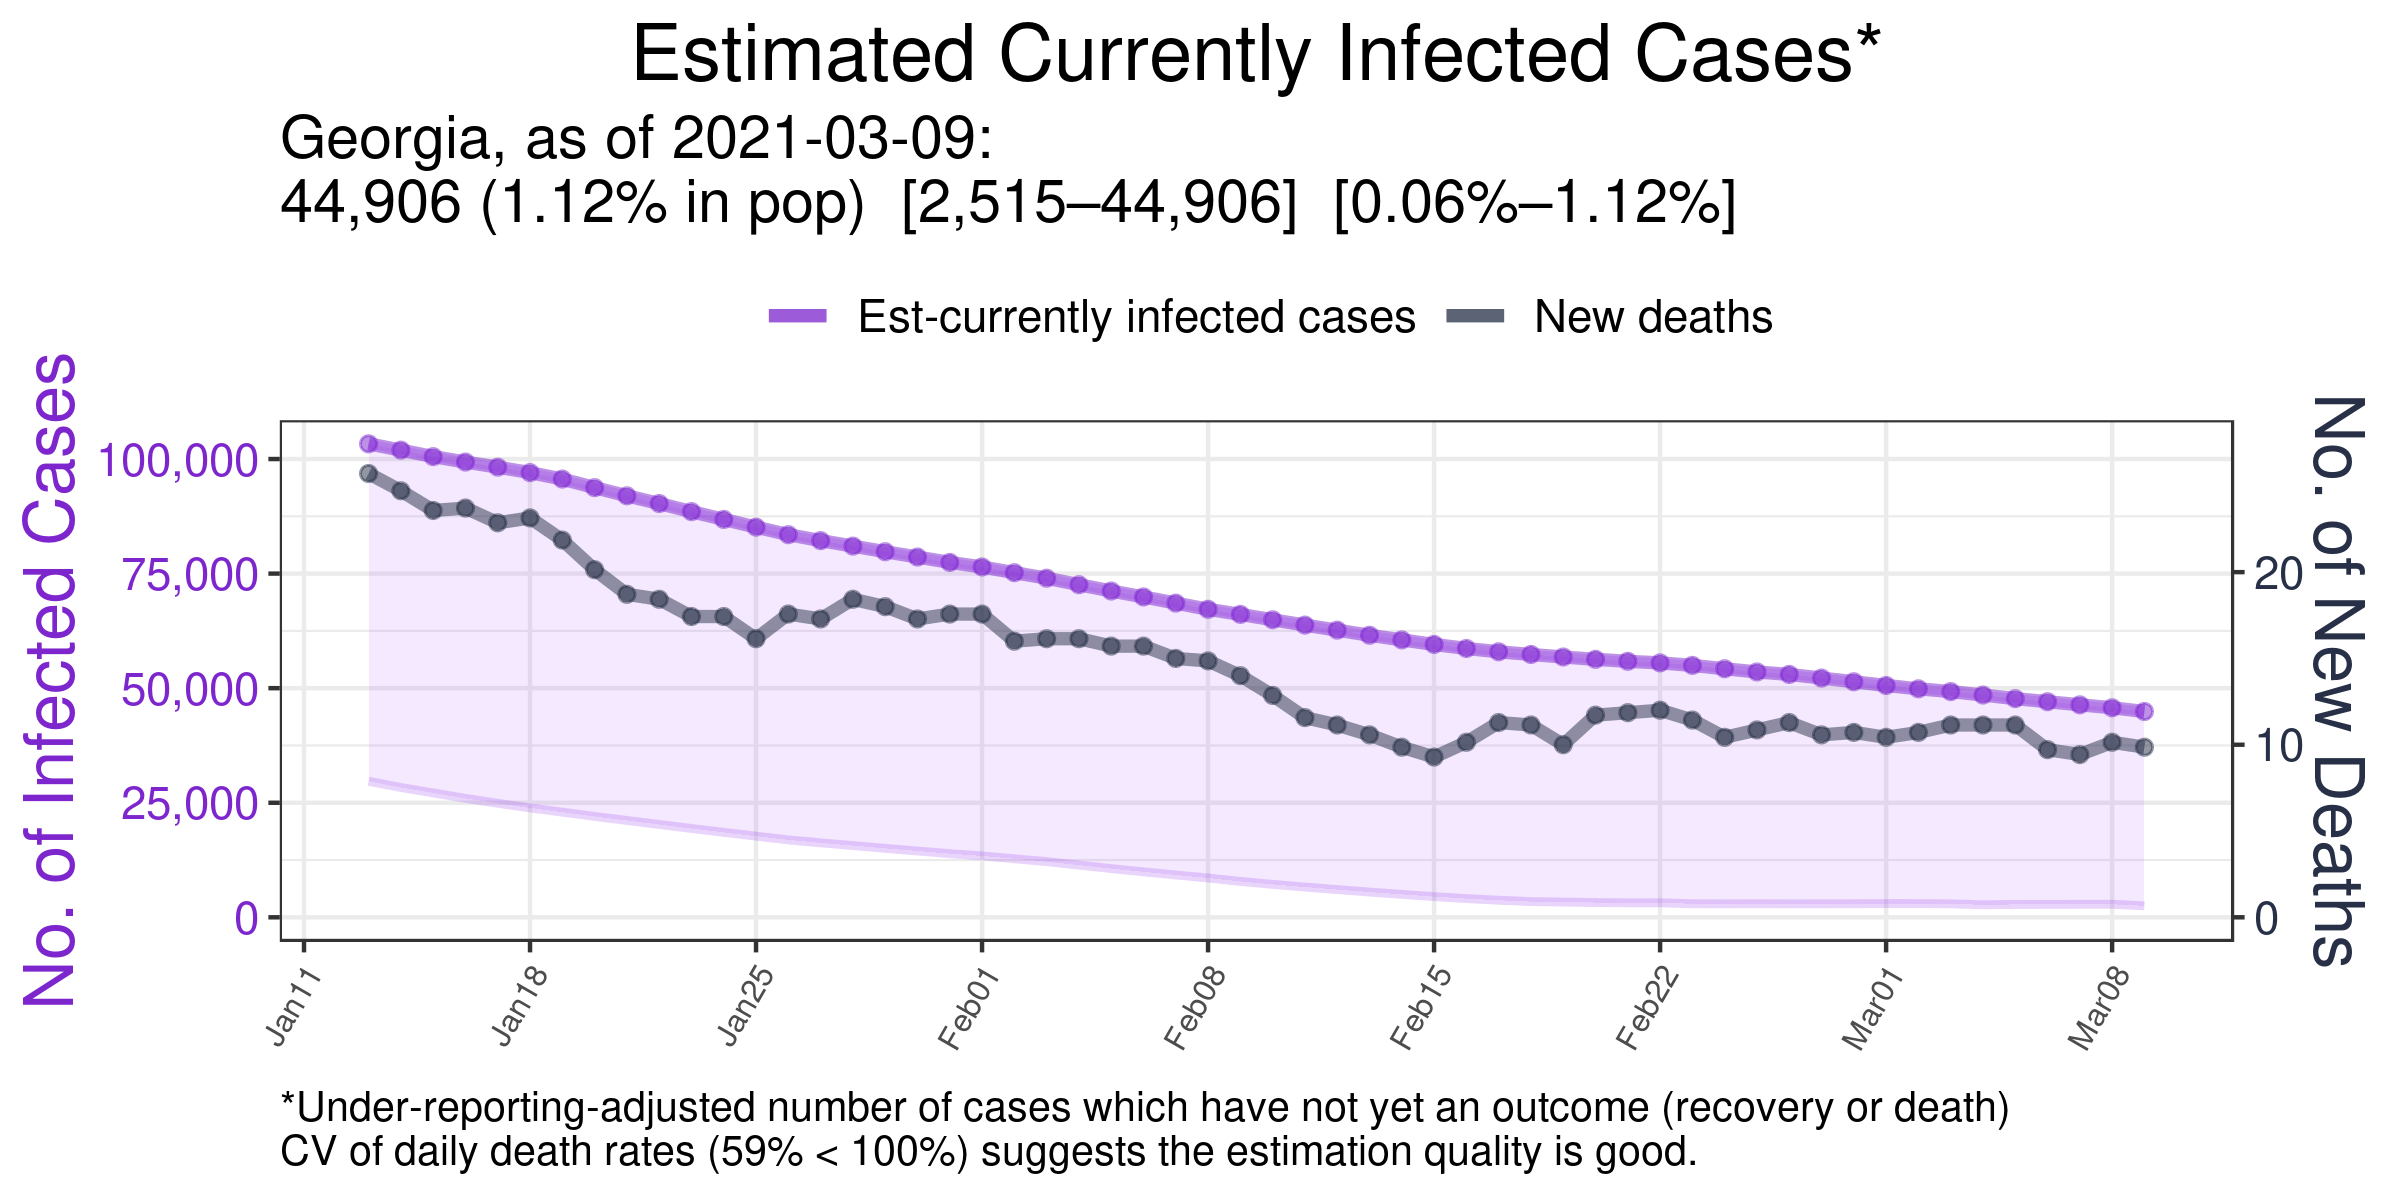 Estimated Currently Infected Cases*
Georgia, as of 2021-03-09:
44,906 (1.12% in pop)  [2,515–44,906]  [0.06%–1.12%]
Est-currently infected cases
New deaths
No. of Infected Cases
100,000
75,000
50,000
25,000
0
No. of New Deaths
20
10
0
Jan11
Jan18
Jan25
Feb01
Feb08
Feb15
Feb22
Mar01
Mar08
*Under-reporting-adjusted number of cases which have not yet an outcome (recovery or death)
CV of daily death rates (59% < 100%) suggests the estimation quality is good.